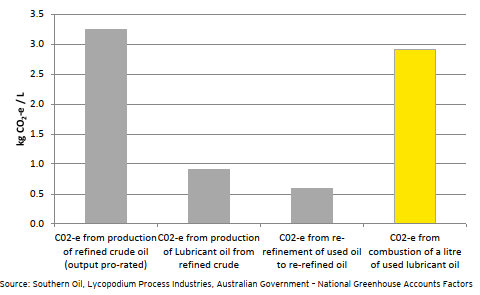 3.5
3.0
2.5
2.0
1.5
1.0
0.5
0.0
kg CO₂-e / L
C02-e from production
of refined crude oil
(output pro-rated)
C02-e from production
of Lubricant oil from
refined crude
C02-e from re-
refinement of used oil
to re-refined oil
C02-e from
combustion of a litre
of used lubricant oil
Source: Southern Oil, Lycopodium Process Industries, Australian Government - National Greenhouse Accounts Factors